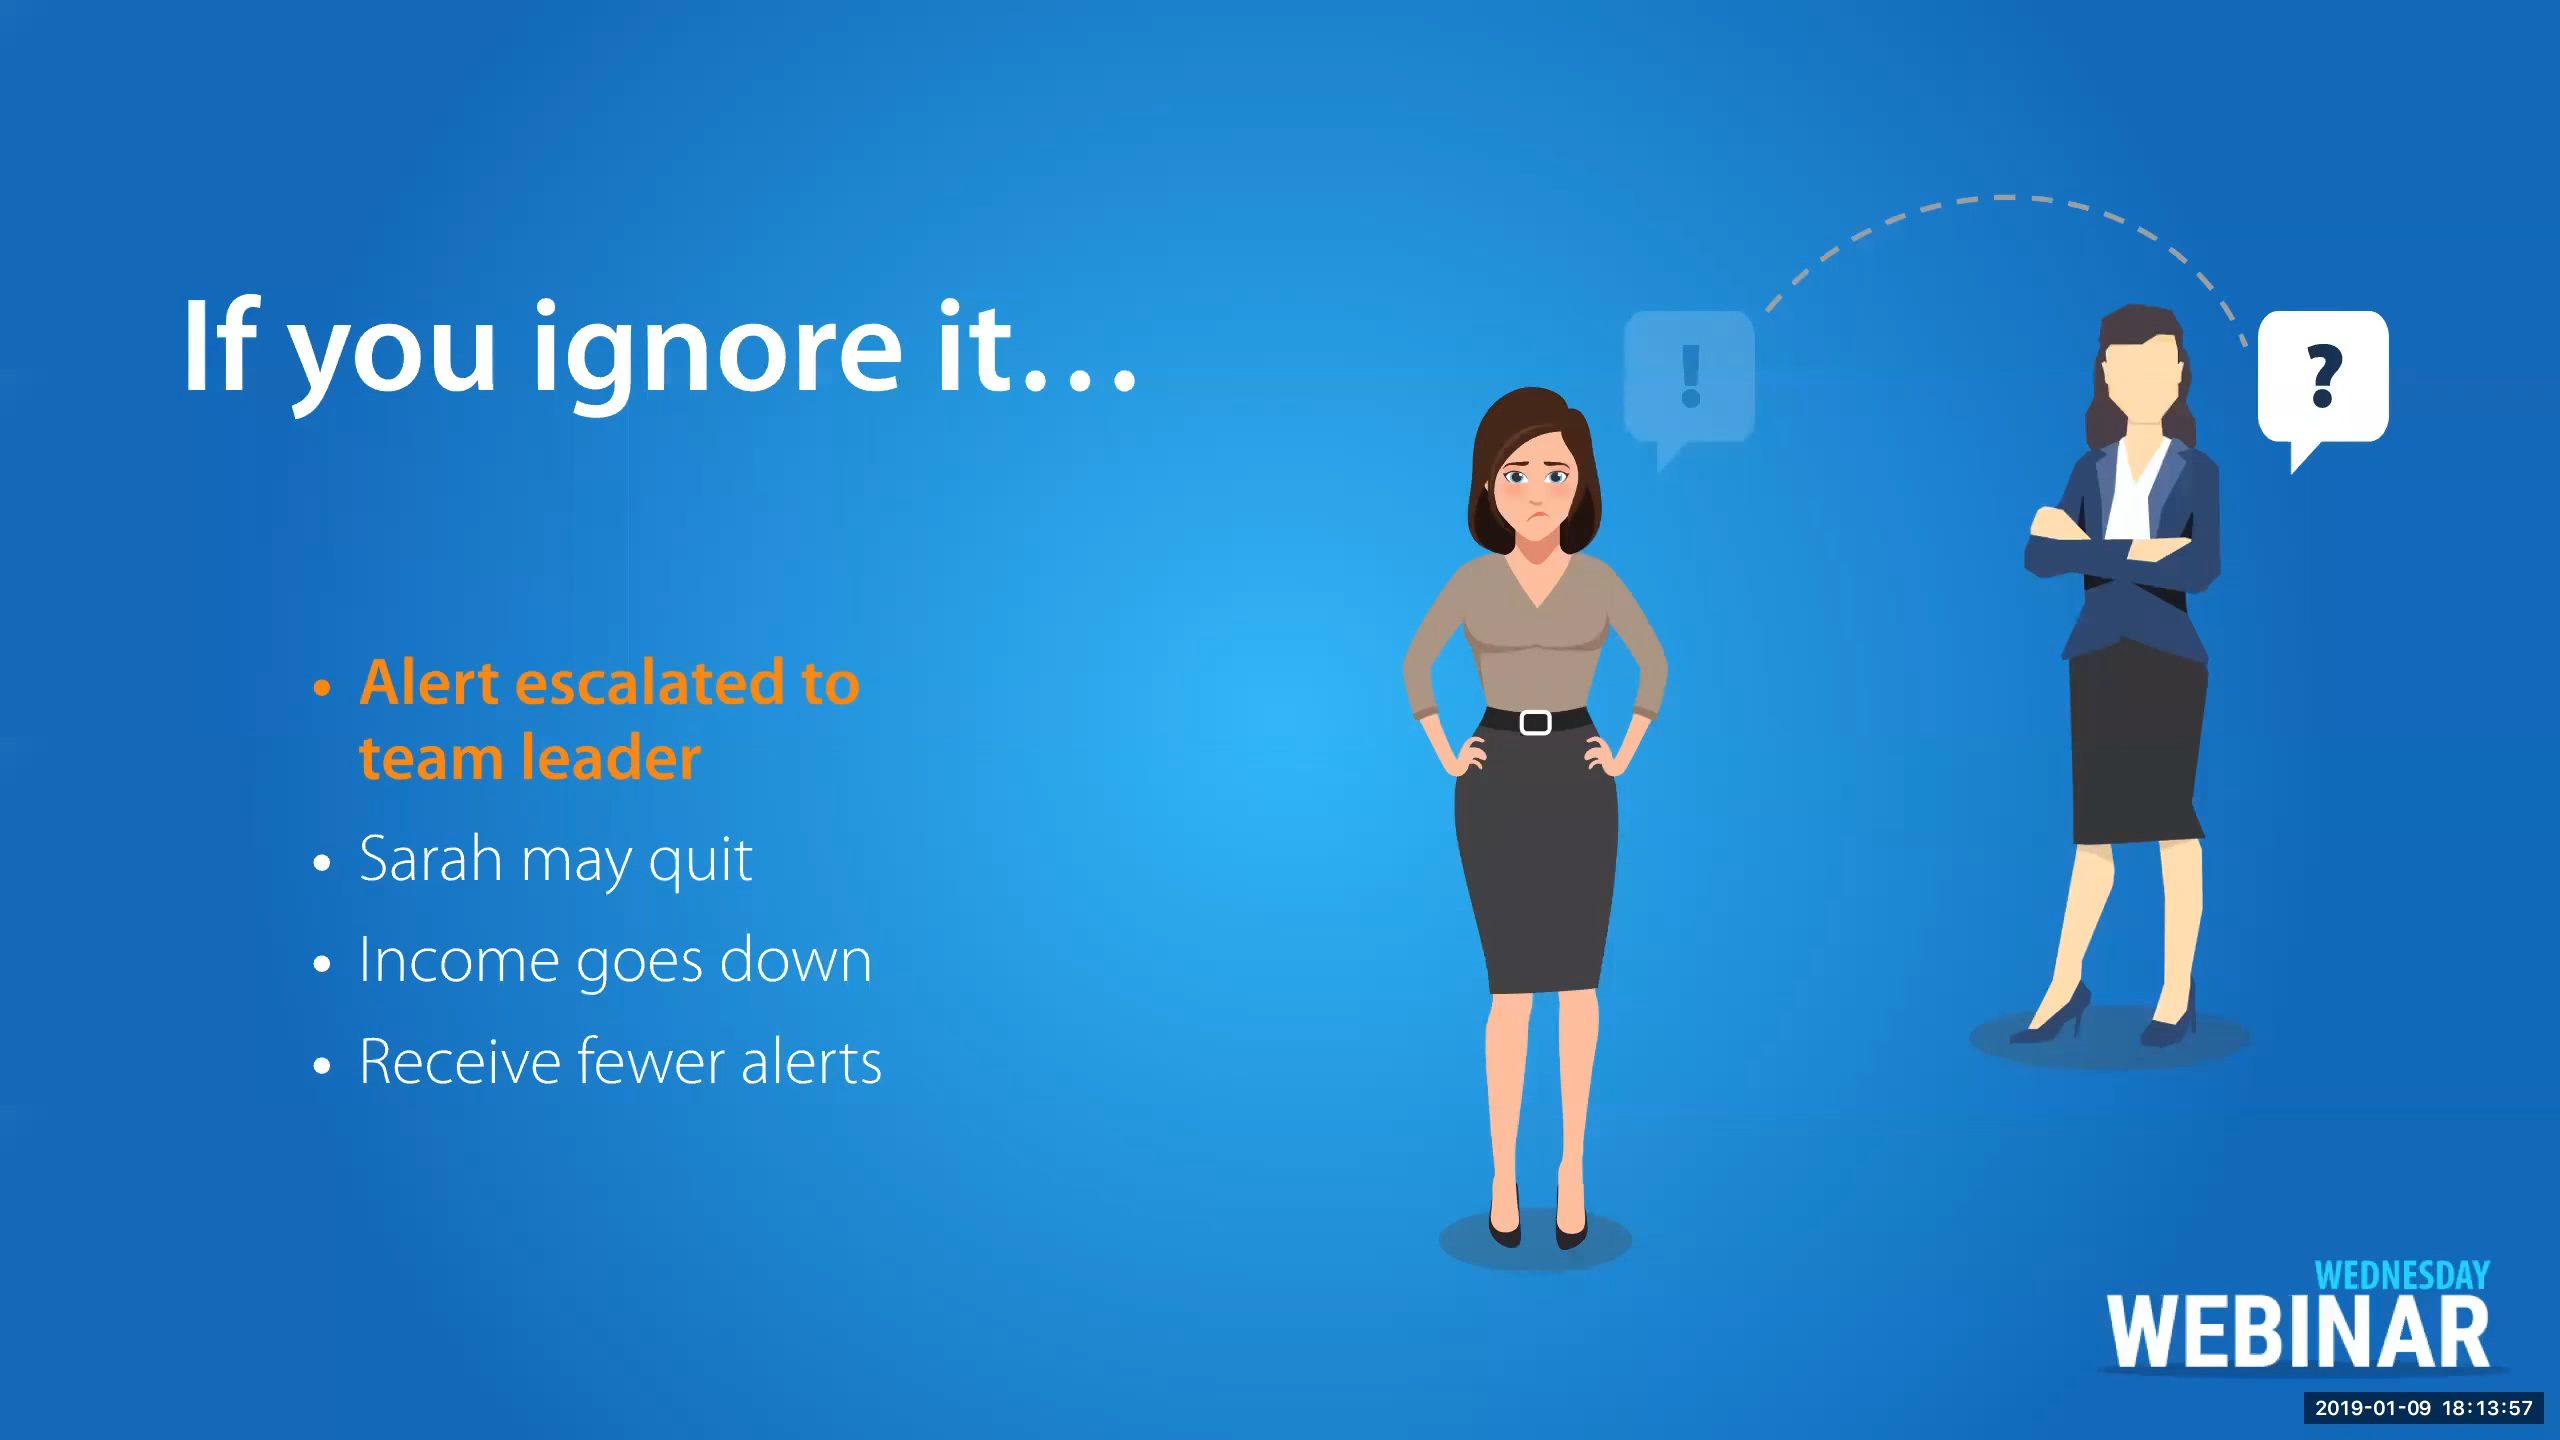 If you ignore it...
• Alert escalated to
team leader
• Sarah may quit
• Income goes down
• Receive fewer alerts
!
?
WEDNESDAY
WEBINAR
2019-01-09 18:13:57